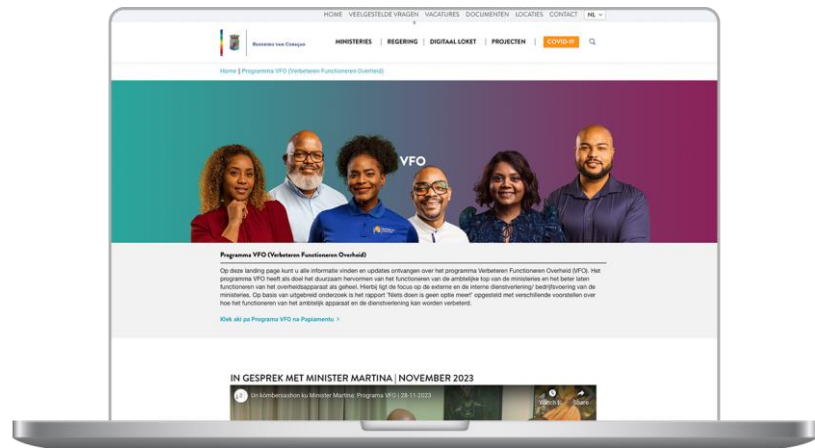 HOME VEELGESTELDE VRAGEN VACATURES DOCUMENTEN LOCATIES CONTACT NL
MINISTERIES | REGERING | DIGITAAL LOKET | PROJECTEN | COVID-19
Home | Programma VFO (Verbeteren Functioneren Overheid)
VFO
Programma VFO (Verbeteren Functioneren Overheid)
Op deze landing page kunt u alle informatie vinden en updates ontvangen over het programma Verbeteren Functioneren Overheid (VFO). Het
programma VFO heeft als doel het duurzaam hervormen van het functioneren van de ambtelijke top van de ministeries en het beter laten
functioneren van het overheidsapparaat als geheel. Hierbij ligt de focus op de externe en de interne dienstverlening/ bedrijfsvoering van de
ministeries. Op basis van uitgebreid onderzoek is het rapport "Niets doen is geen optie meer!" opgesteld met verschillende voorstellen over
hoe het functioneren van het ambtelijk apparaat en de dienstverlening kan worden verbeterd.
Klek aki pa Programa VFO na Papiamentu >
IN GESPREK MET MINISTER MARTINA | NOVEMBER 2023
Un kòmbersashon ku Minister Martina: Programa VFO | 28-11-2023
Share